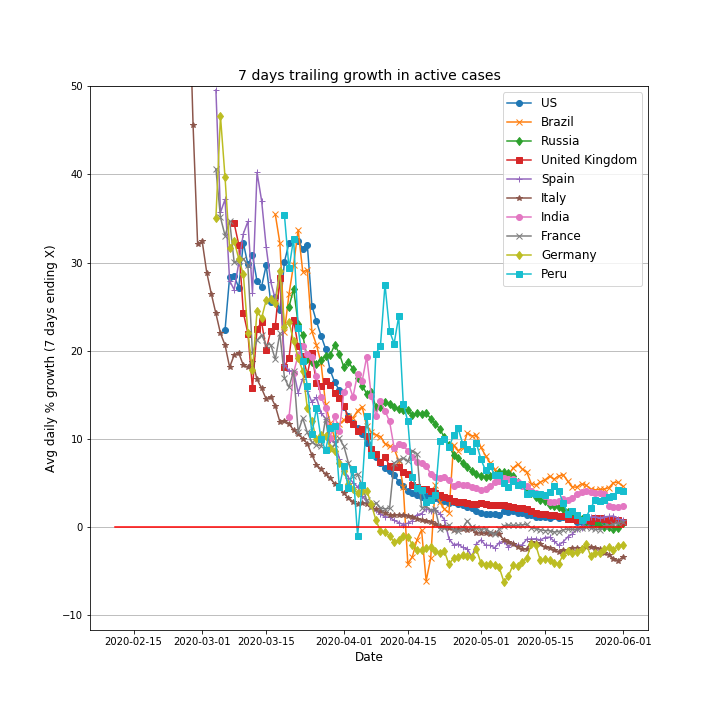 7 days trailing growth in active cases
US
Brazil
Russia
United Kingdom
Spain
Italy
India
France
Germany
Peru
Avg daily % growth (7 days ending X)
50
40
30
20
10
0
−10
2020-02-15
2020-03-01
2020-03-15
2020-04-01
2020-04-15
2020-05-01
2020-05-15
2020-06-01
Date